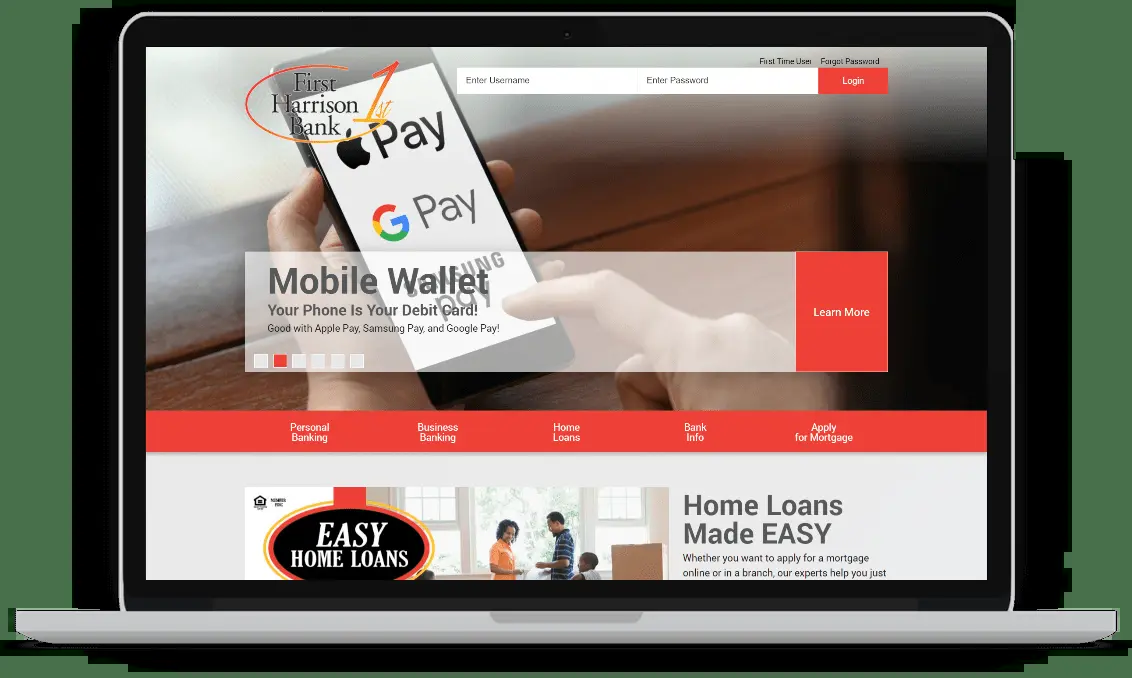 First Time User Forgot Password
First
Harrison
Bank
1st
Enter Username
Enter Password
Login
Pay
G Pay
SAMSUNG
pay
Mobile Wallet
Your Phone Is Your Debit Card!
Good with Apple Pay, Samsung Pay, and Google Pay!
Learn More
Personal
Banking
Business
Banking
Home
Loans
Bank
Info
Apply
for Mortgage
MEMBER
FDIC
EASY
HOME LOANS
Home Loans
Made EASY
Whether you want to apply for a mortgage
online or in a branch, our experts help you just